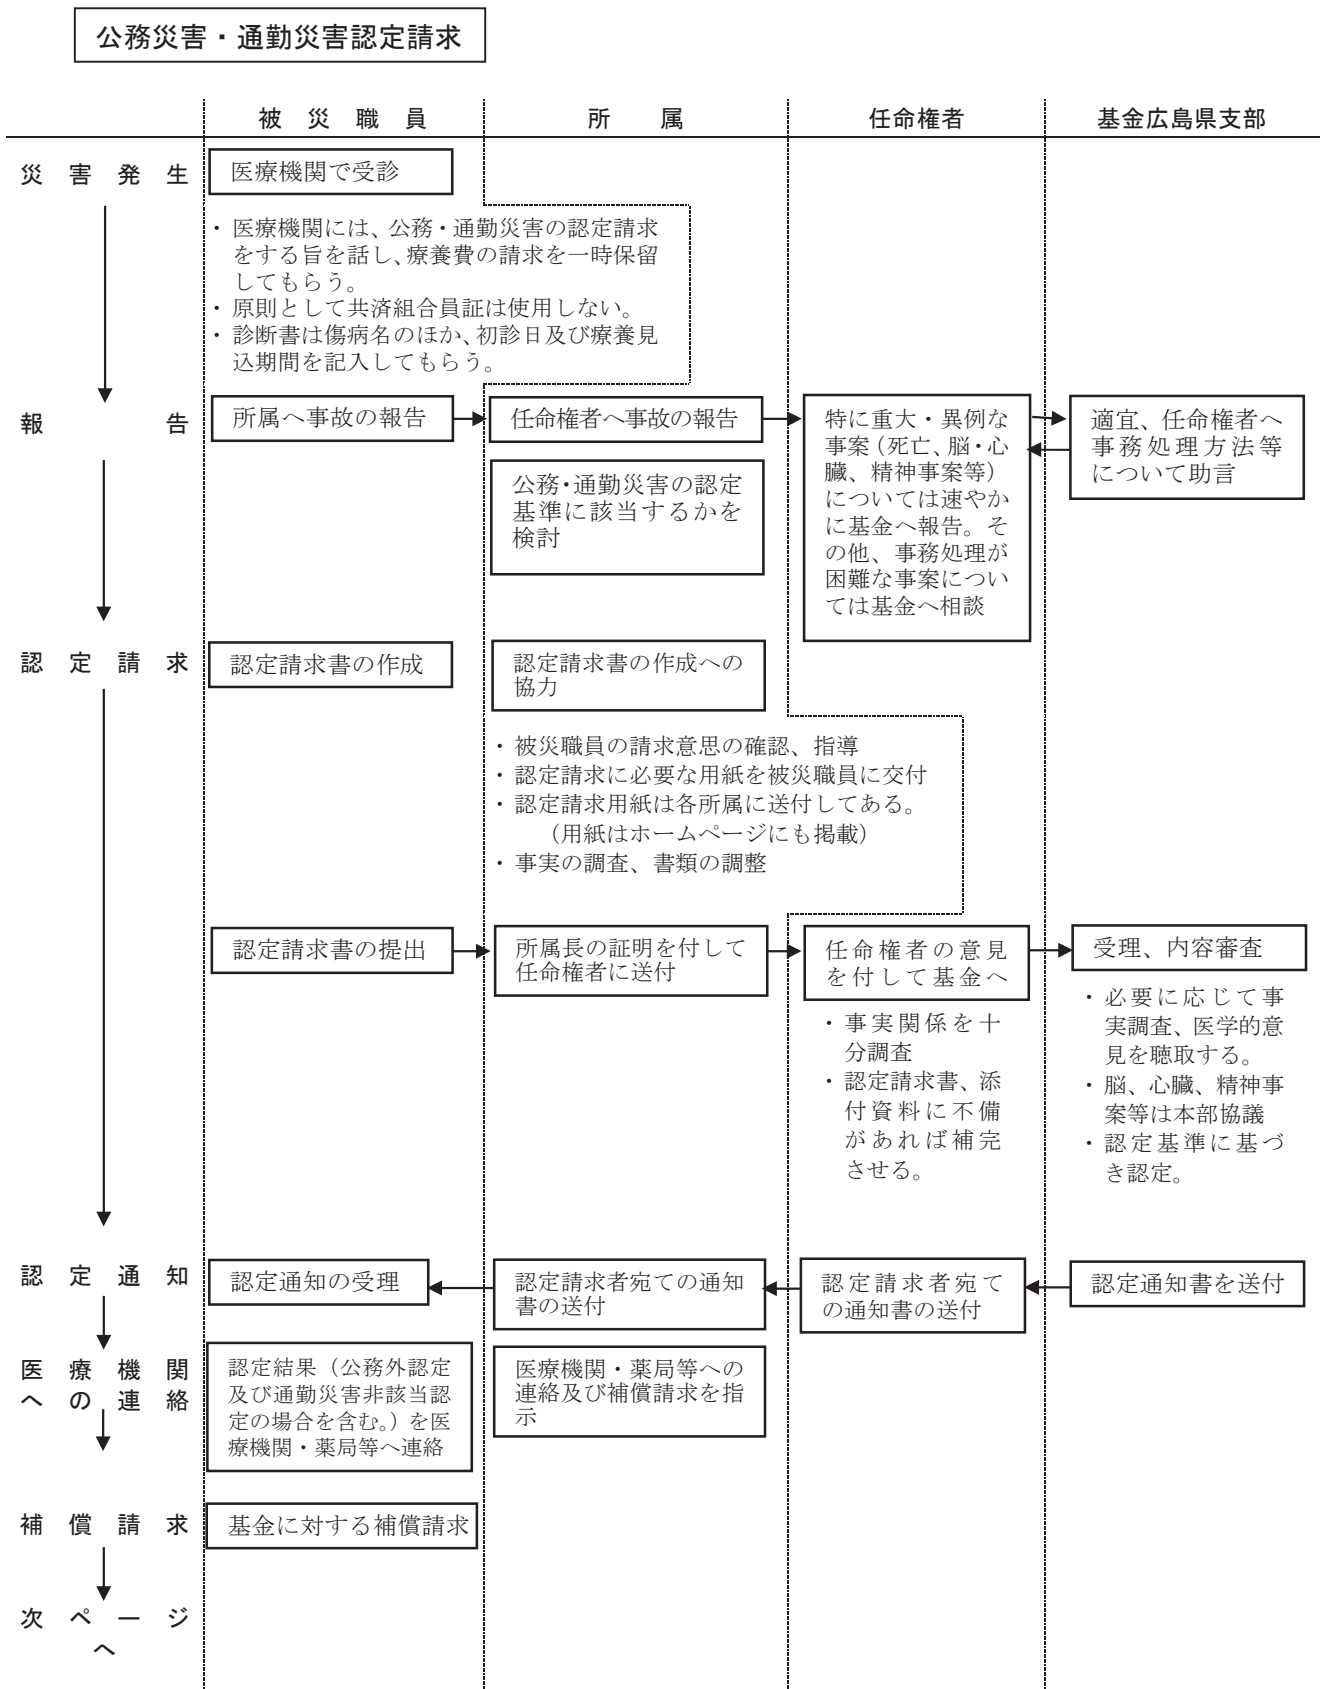 公務災害・通勤災害認定請求
被災職員
所属
任命権者
基金広島県支部
災害発生
医療機関で受診
・医療機関には、公務・通勤災害の認定請求
をする旨を話し、療養費の請求を一時保留
してもらう。
・原則として共済組合員証は使用しない。
・診断書は傷病名のほか、初診日及び療養見
込期間を記入してもらう。
報告
所属へ事故の報告
任命権者へ事故の報告
公務・通勤災害の認定
基準に該当するかを
検討
特に重大・異例な
事案(死亡、脳・心
臓、精神事案等)
については速やか
に基金へ報告。そ
の他、事務処理が
困難な事案につい
ては基金へ相談
適宜、任命権者へ
事務処理方法等
について助言
認定請求
認定請求書の作成
認定請求書の作成への
協力
・被災職員の請求意思の確認、指導
・認定請求に必要な用紙を被災職員に交付
・認定請求用紙は各所属に送付してある。
(用紙はホームページにも掲載)
・事実の調査、書類の調整
認定請求書の提出
所属長の証明を付して
任命権者に送付
任命権者の意見
を付して基金へ
・事実関係を十
分調査
・認定請求書、添
付資料に不備
があれば補完
させる。
受理、内容審査
・必要に応じて事
実調査、医学的意
見を聴取する。
・脳、心臓、精神事
案等は本部協議
・認定基準に基づ
き認定。
認定通知
認定通知の受理
認定請求者宛ての通知
書の送付
認定請求者宛て
の通知書の送付
認定通知書を送付
医療機関
への連絡
認定結果(公務外認定
及び通勤災害非該当認
定の場合を含む。)を医
療機関・薬局等へ連絡
医療機関・薬局等への
連絡及び補償請求を指
示
補償請求
基金に対する補償請求
次ページ
へ